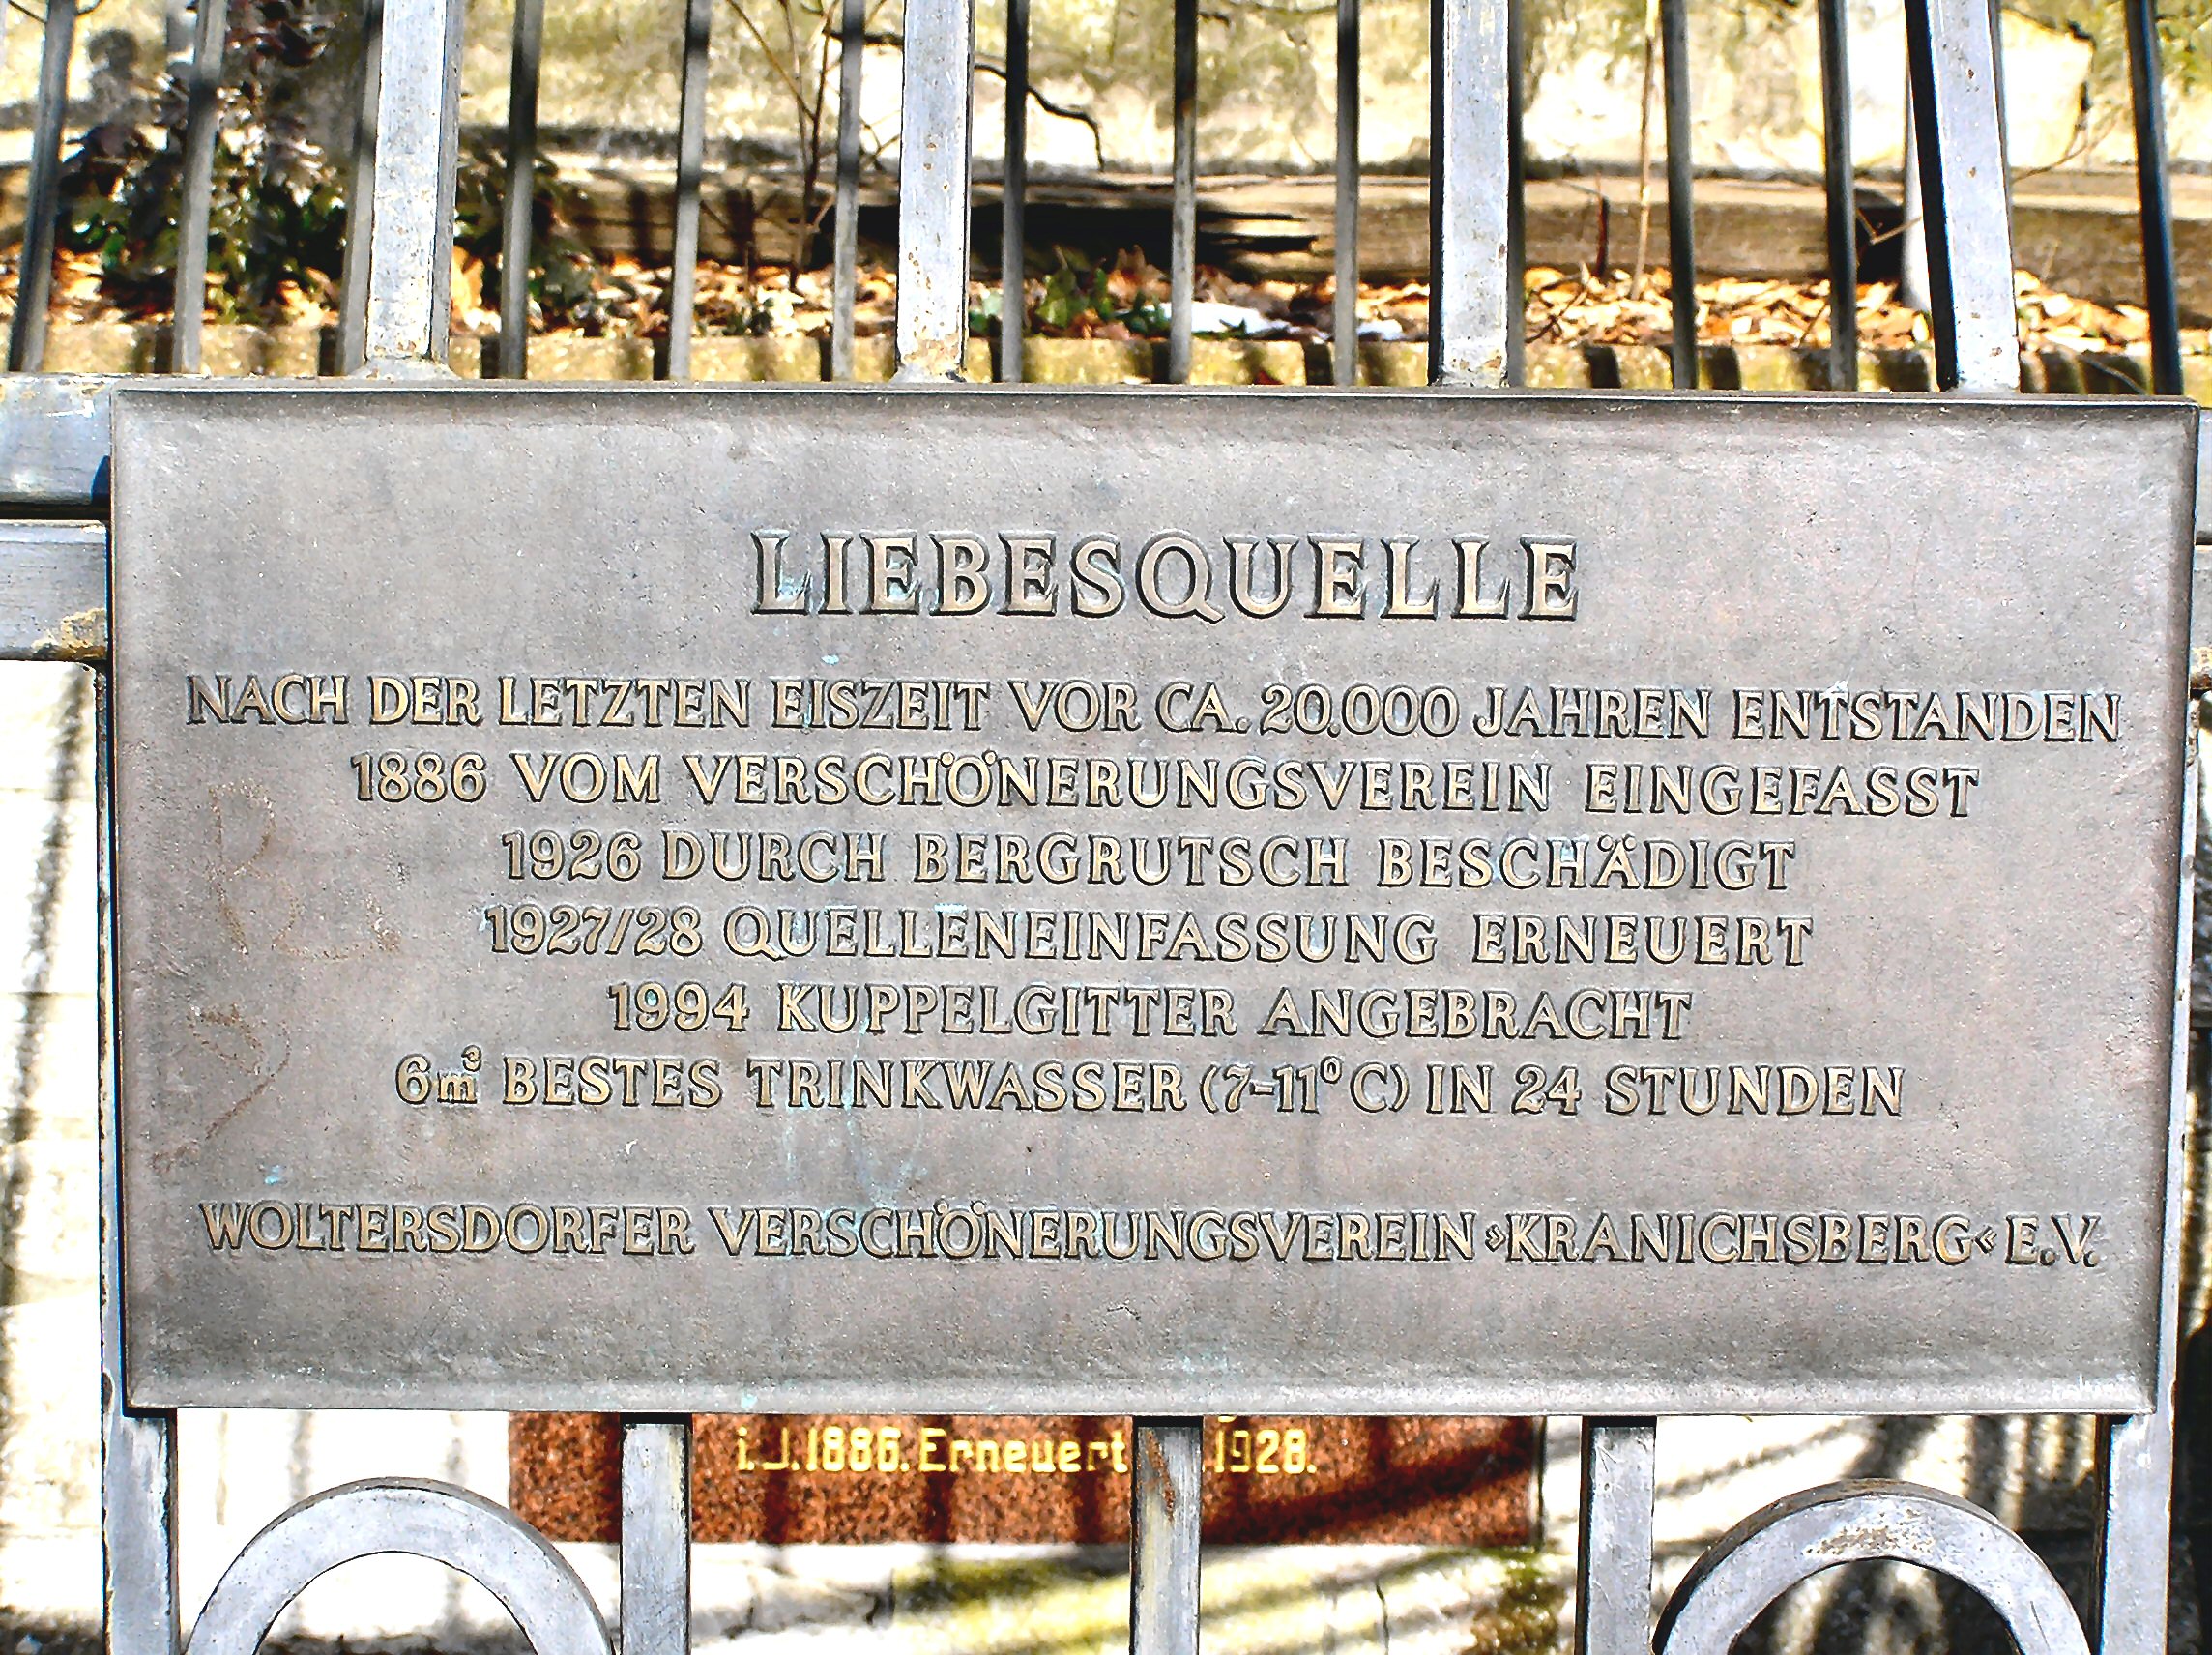 LIEBESQUELLE
NACH DER LETZTEN EISZEIT VOR CA. 20.000 JAHREN ENTSTANDEN
1886 VOM VERSCHÖNERUNGSVEREIN EINGEFASST
1926 DURCH BERGRUTSCH BESCHÄDIGT
1927/28 QUELLENEINFASSUNG ERNEUERT
1994 KUPPELGITTER ANGEBRACHT
6m³ BESTES TRINKWASSER (7-11°C) IN 24 STUNDEN
WOLTERSDORFER VERSCHÖNERUNGSVEREIN »KRANICHSBERG« E.V.
i.J.1886. Erneuert 1928.